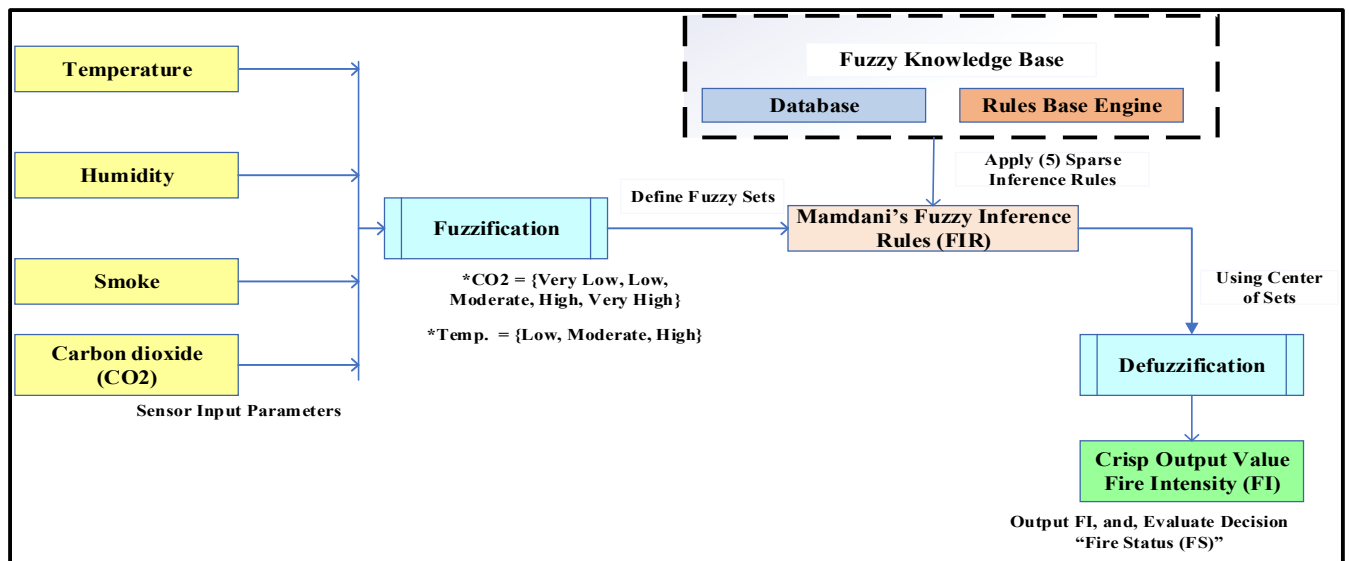 Temperature
Humidity
Smoke
Carbon dioxide
(CO2)
Sensor Input Parameters
Fuzzification
*CO2 = {Very Low, Low,
Moderate, High, Very High}
*Temp. = {Low, Moderate, High}
Define Fuzzy Sets
Fuzzy Knowledge Base
Database
Rules Base Engine
Apply (5) Sparse
Inference Rules
Mamdani's Fuzzy Inference
Rules (FIR)
Using Center
of Sets
Defuzzification
Crisp Output Value
Fire Intensity (FI)
Output FI, and, Evaluate Decision
“Fire Status (FS)”